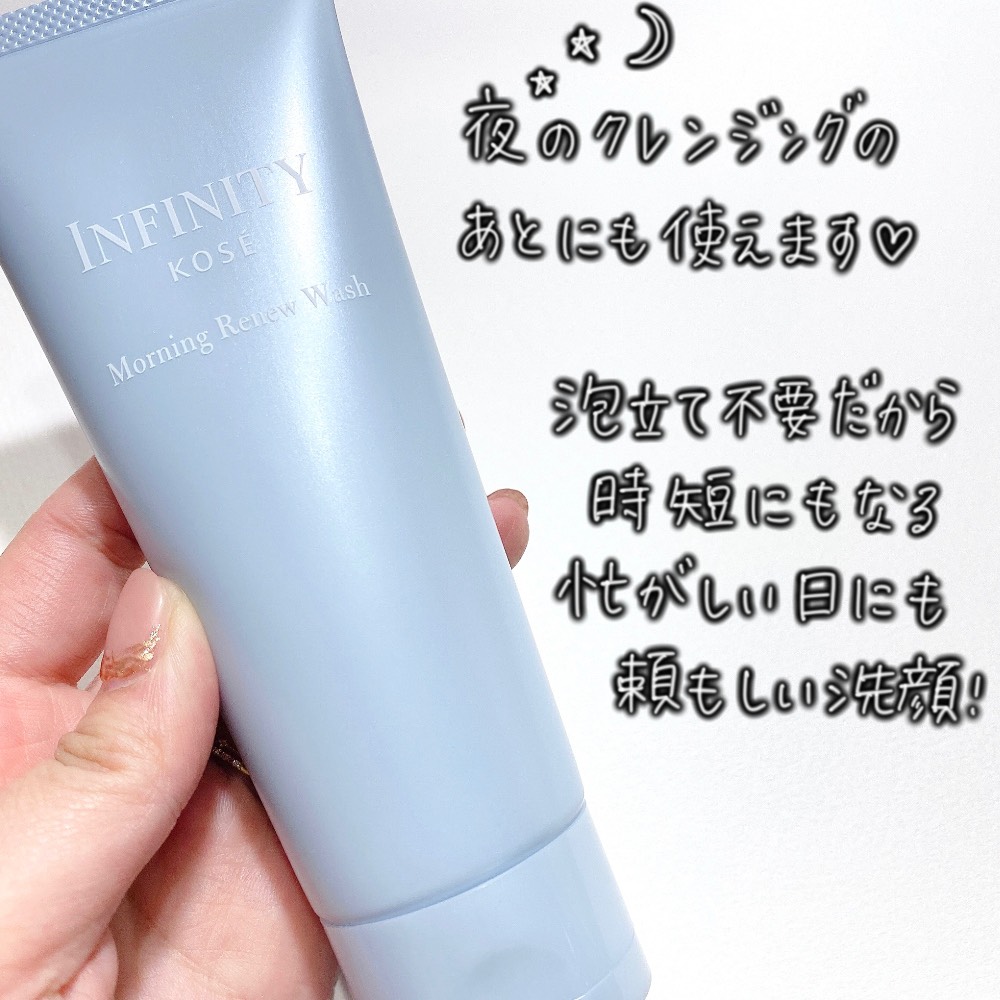 INFINITY
KOSÉ
Morning Renew Wash
夜のクレンジングの
あとにも使えます♡
泡立て不要だから
時短にもなる
忙がしい日にも
頼もしい洗顔!